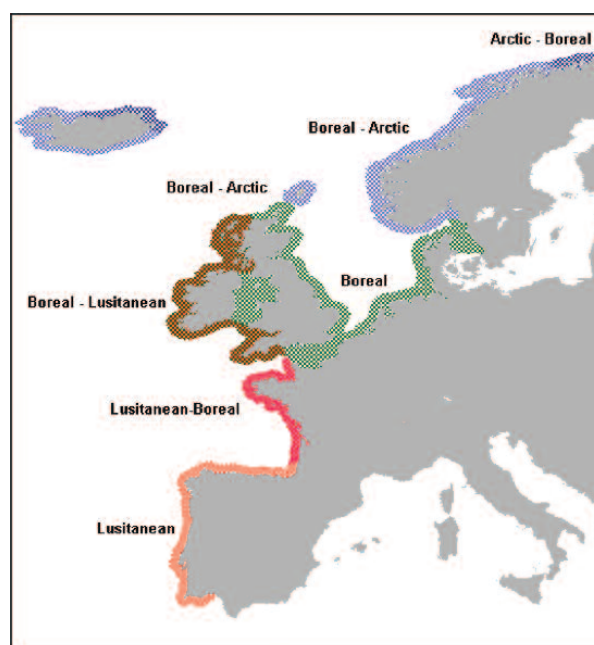 Arctic - Boreal
Boreal - Arctic
Boreal - Arctic
Boreal
Boreal - Lusitanean
Lusitanean-Boreal
Lusitanean